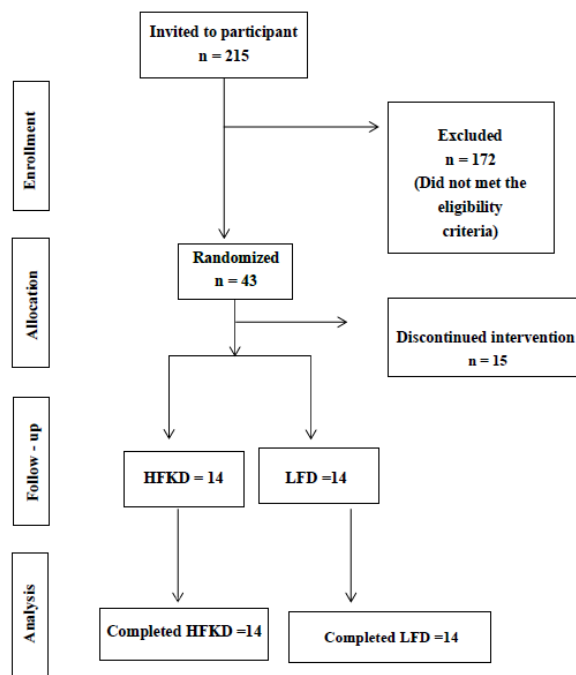 Invited to participant
n = 215
Enrollment
Excluded
n = 172
(Did not met the
eligibility
criteria)
Randomized
n = 43
Allocation
Discontinued intervention
n = 15
Follow - up
HFKD = 14
LFD =14
Analysis
Completed HFKD =14
Completed LFD =14